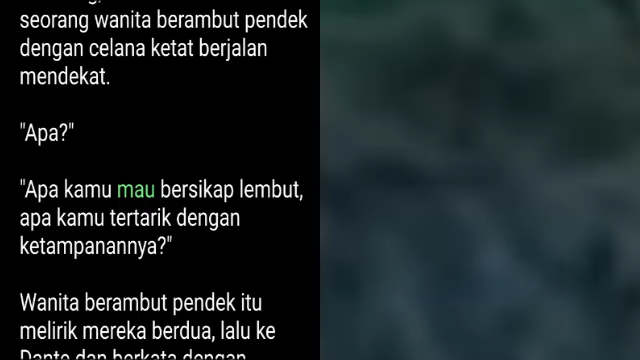 seorang wanita berambut pendek
dengan celana ketat berjalan
mendekat.
"Apa?"
"Apa kamu mau bersikap lembut,
apa kamu tertarik dengan
ketampanannya?"
Wanita berambut pendek itu
melirik mereka berdua, lalu ke
Dante dan berkata dengan